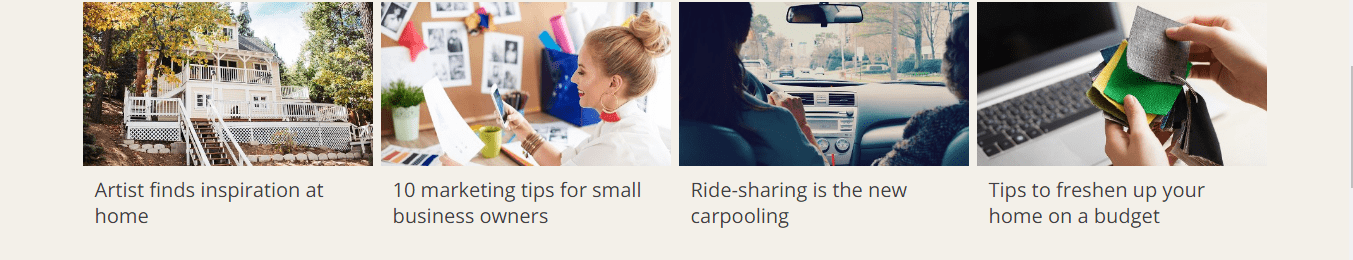 Artist finds inspiration at
home
10 marketing tips for small
business owners
Ride-sharing is the new
carpooling
Tips to freshen up your
home on a budget